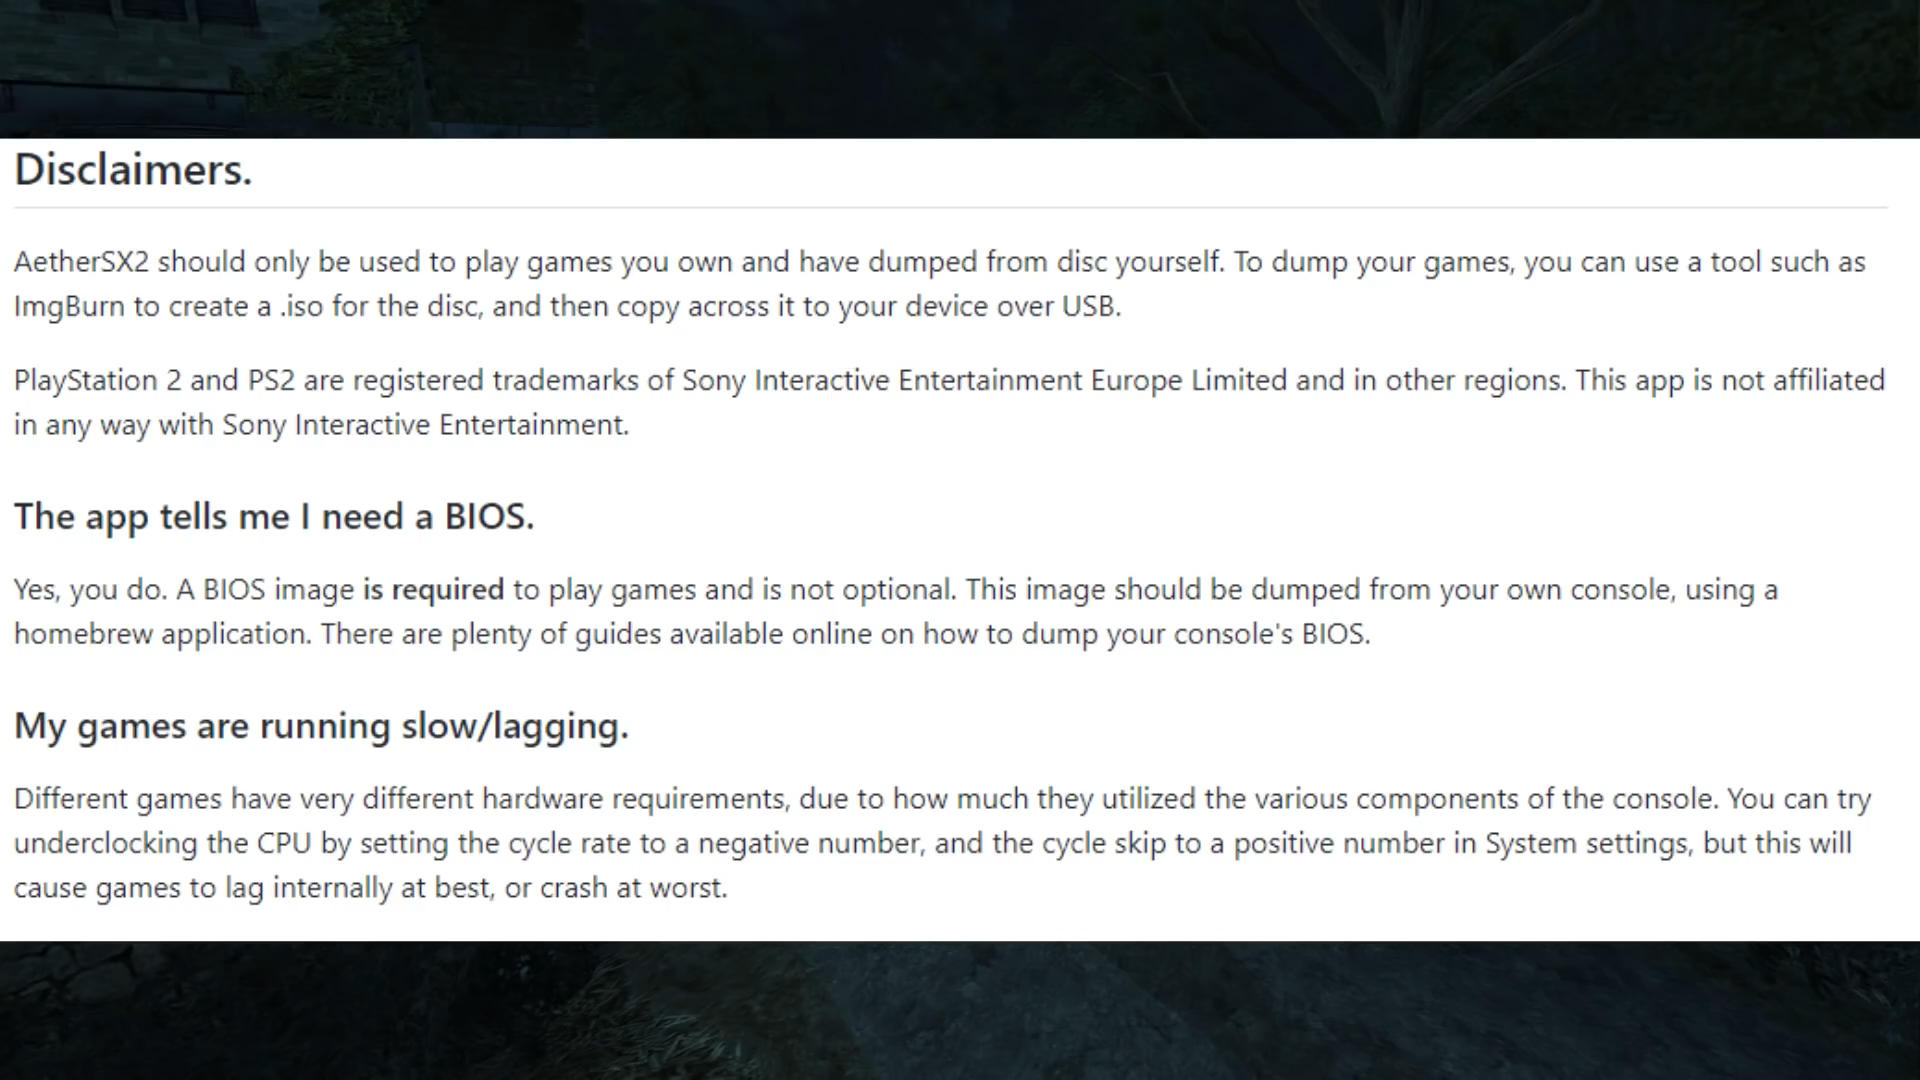 Disclaimers.
AetherSX2 should only be used to play games you own and have dumped from disc yourself. To dump your games, you can use a tool such as
ImgBurn to create a .iso for the disc, and then copy across it to your device over USB.
PlayStation 2 and PS2 are registered trademarks of Sony Interactive Entertainment Europe Limited and in other regions. This app is not affiliated
in any way with Sony Interactive Entertainment.
The app tells me I need a BIOS.
Yes, you do. A BIOS image is required to play games and is not optional. This image should be dumped from your own console, using a
homebrew application. There are plenty of guides available online on how to dump your console's BIOS.
My games are running slow/lagging.
Different games have very different hardware requirements, due to how much they utilized the various components of the console. You can try
underclocking the CPU by setting the cycle rate to a negative number, and the cycle skip to a positive number in System settings, but this will
cause games to lag internally at best, or crash at worst.